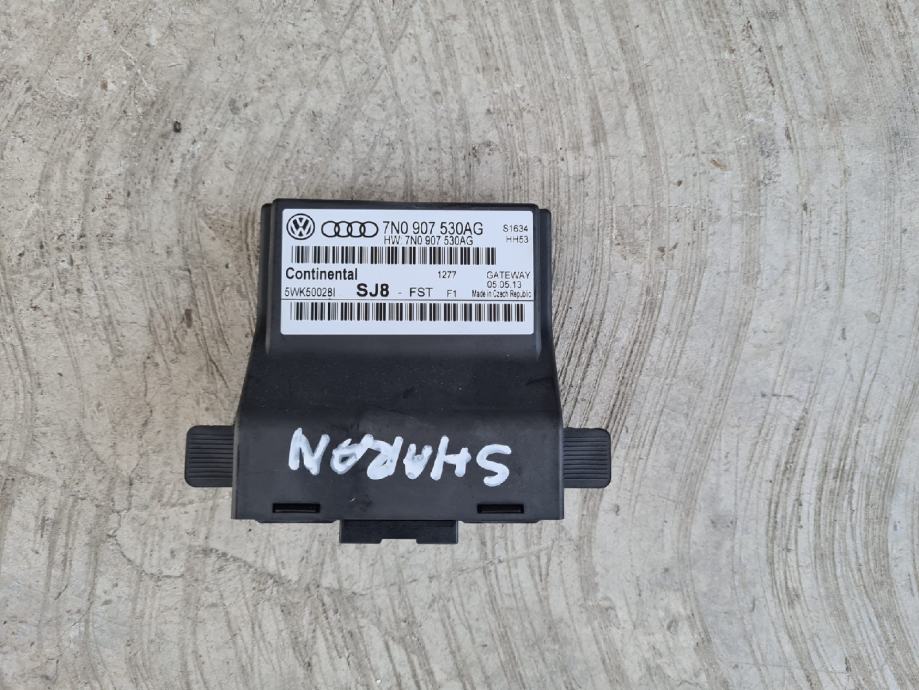 7N0 907 530AG S1634
HW: 7N0 907 530AG HH53
Continental 1277 GATEWAY
05.05.13
5WK50028I SJ8 - FST F1 Made in Czech Republic
SHARAN